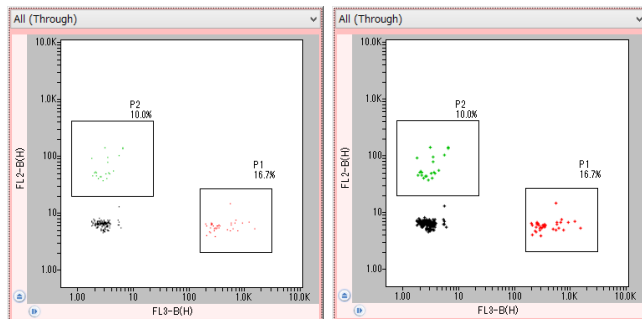 All (Through)
10.0K
1.0K
100
10
1.00
FL2-B(H)
P2
10.0%
P1
16.7%
1.00
10
100
1.0K
10.0K
FL3-B(H)
All (Through)
10.0K
1.0K
100
10
1.00
FL2-B(H)
P2
10.0%
P1
16.7%
1.00
10
100
1.0K
10.0K
FL3-B(H)